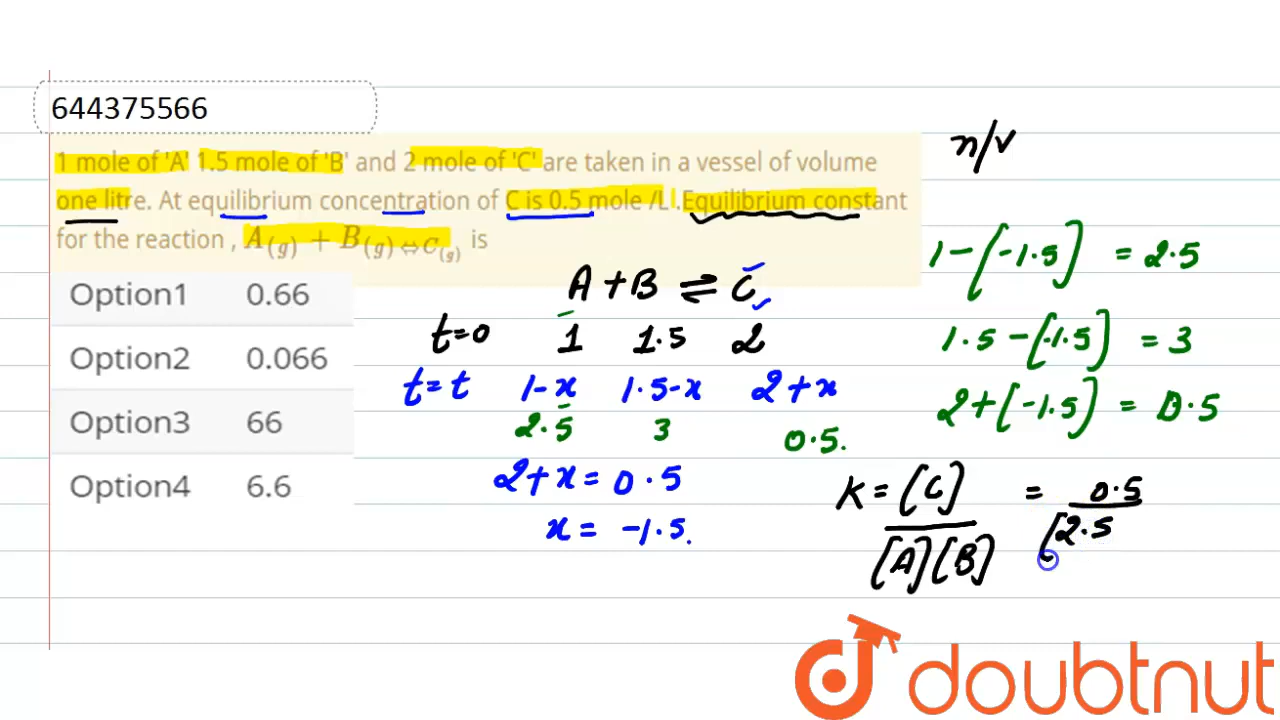 644375566
1 mole of 'A' 1.5 mole of 'B' and 2 mole of 'C' are taken in a vessel of volume
one litre. At equilibrium concentration of C is 0.5 mole /L .Equilibrium constant
for the reaction , A(g) + B(g) ⇔ C(g) is
Option1 0.66
Option2 0.066
Option3 66
Option4 6.6
A + B ⇌ C
t=0 1 1.5 2
t=t 1-x 1.5-x 2+x
2.5 3 0.5.
2+x = 0.5
x = -1.5.
n/v
1-(-1.5) = 2.5
1.5-(-1.5) = 3
2+(-1.5) = 0.5
K = [C] = 0.5
[A][B] [2.5
doubtnut